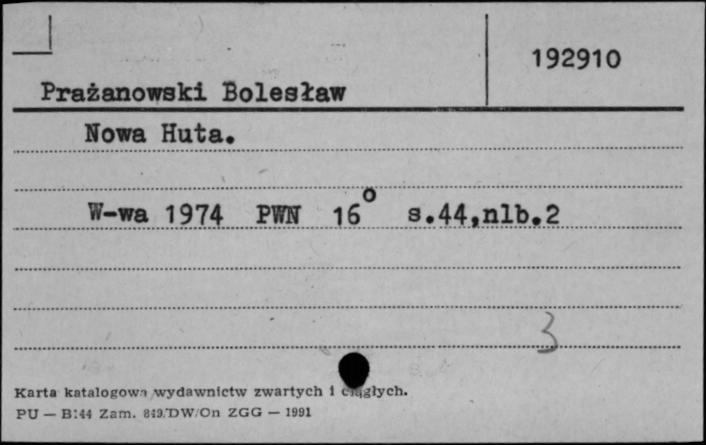 192910
Prażanowski Bolesław
Nowa Huta.
W-wa 1974 PWN 16° s.44,nlb.2
3
Karta katalogowa wydawnictw zwartych i ciągłych.
PU — B:44 Zam. 849/DW/On ZGG — 1991